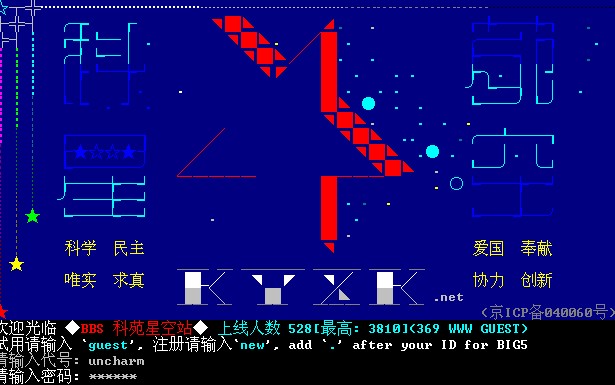 科学 民主 爱国 奉献
唯实 求真 协力 创新
KYXK.net
(京ICP备040060号)
欢迎光临 ◆BBS 科苑星空站◆ 上线人数 528[最高: 3810](369 WWW GUEST)
试用请输入 `guest', 注册请输入`new', add `.' after your ID for BIG5
请输入代号: uncharm
请输入密码: ******